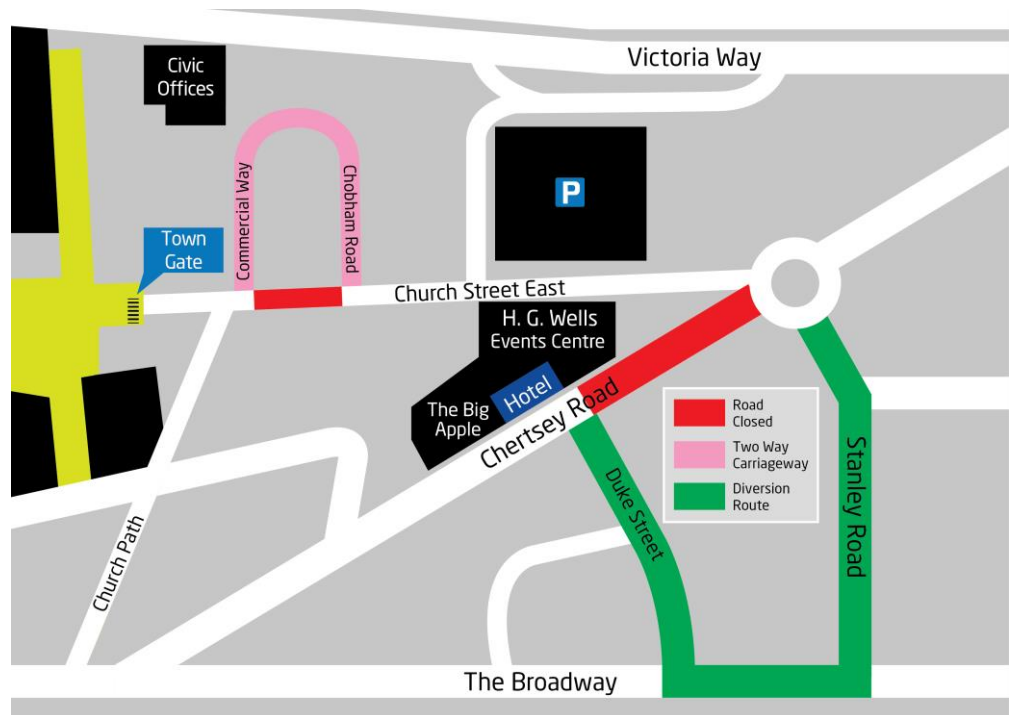 Victoria Way
Civic
Offices
P
Commercial Way
Chobham Road
Town
Gate
Church Street East
H. G. Wells
Events Centre
Hotel
The Big
Apple
Chertsey Road
Road
Closed
Two Way
Carriageway
Diversion
Route
Duke Street
Stanley Road
Church Path
The Broadway